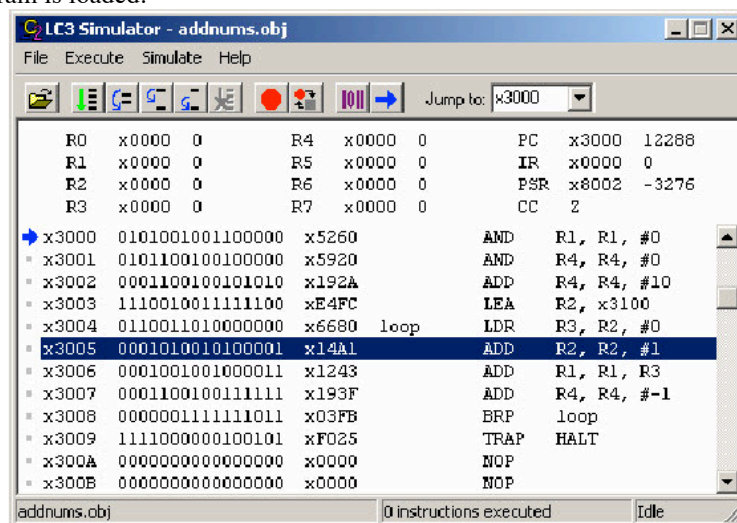 LC3 Simulator - addnums.obj
File Execute Simulate Help
Jump to: x3000
R0 x0000 0 R4 x0000 0 PC x3000 12288
R1 x0000 0 R5 x0000 0 IR x0000 0
R2 x0000 0 R6 x0000 0 PSR x8002 -3276
R3 x0000 0 R7 x0000 0 CC Z
x3000 0101001001100000 x5260 AND R1, R1, #0
x3001 0101100100100000 x5920 AND R4, R4, #0
x3002 0001100100101010 x192A ADD R4, R4, #10
x3003 1110010011111100 xE4FC LEA R2, x3100
x3004 0110011010000000 x6680 loop LDR R3, R2, #0
x3005 0001010010100001 x14A1 ADD R2, R2, #1
x3006 0001001001000011 x1243 ADD R1, R1, R3
x3007 0001100100111111 x193F ADD R4, R4, #-1
x3008 0000001111111011 x03FB BRP loop
x3009 1111000000100101 xF025 TRAP HALT
x300A 0000000000000000 x0000 NOP
x300B 0000000000000000 x0000 NOP
addnums.obj 0 instructions executed Idle